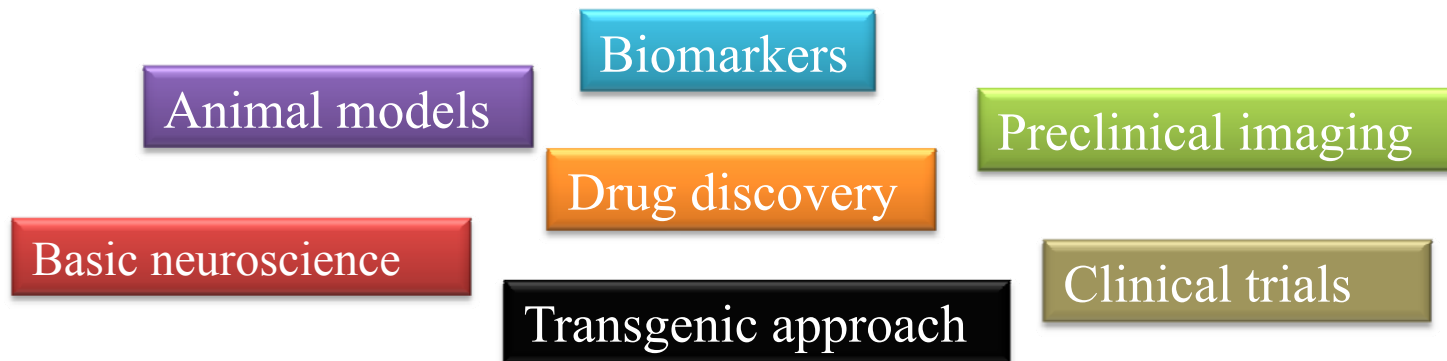 Biomarkers
Animal models
Preclinical imaging
Drug discovery
Basic neuroscience
Clinical trials
Transgenic approach